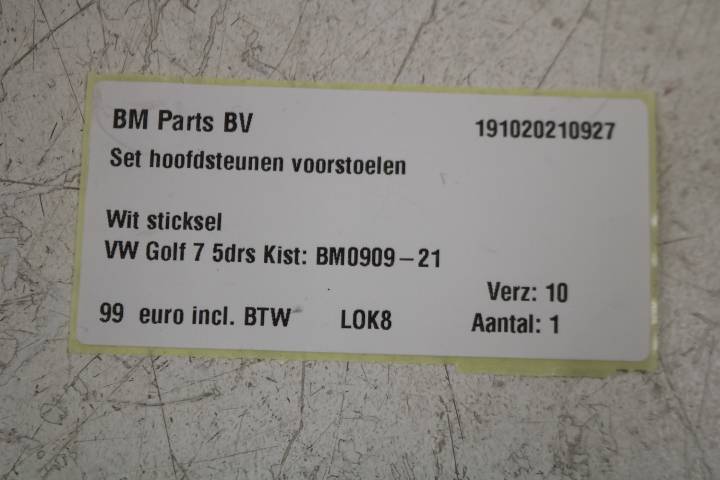 BM Parts BV 191020210927
Set hoofdsteunen voorstoelen
Wit sticksel
VW Golf 7 5drs Kist: BM0909-21
Verz: 10
99 euro incl. BTW LOK8 Aantal: 1